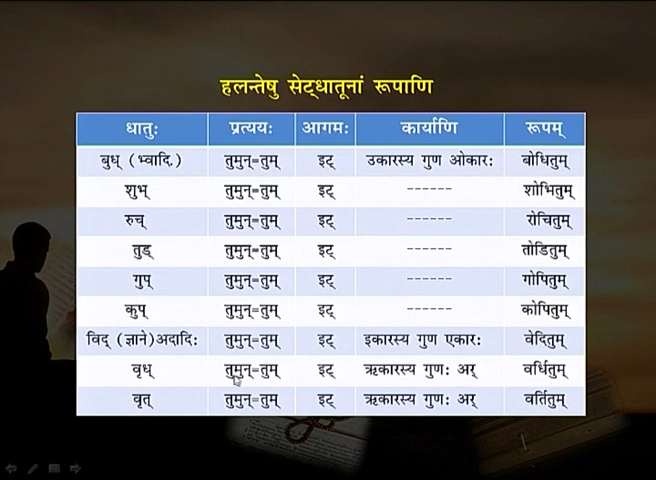 हलन्तेषु सेट्धातूनां रूपाणि
धातुः प्रत्ययः आगमः कार्याणि रूपम्
बुध् (भ्वादि.) तुमुन्=तुम् इट् उकारस्य गुण ओकारः बोधितुम्
शुभ् तुमुन्=तुम् इट् ------ शोभितुम्
रुच् तुमुन्=तुम् इट् ------ रोचितुम्
तुड् तुमुन्=तुम् इट् ------ तोडितुम्
गुप् तुमुन्=तुम् इट् ------ गोपितुम्
कुप् तुमुन्=तुम् इट् ------ कोपितुम्
विद् (ज्ञाने)अदादिः तुमुन्=तुम् इट् इकारस्य गुण एकारः वेदितुम्
वृध् तुमुन्=तुम् इट् ऋकारस्य गुणः अर् वर्धितुम्
वृत् तुमुन्=तुम् इट् ऋकारस्य गुणः अर् वर्तितुम्